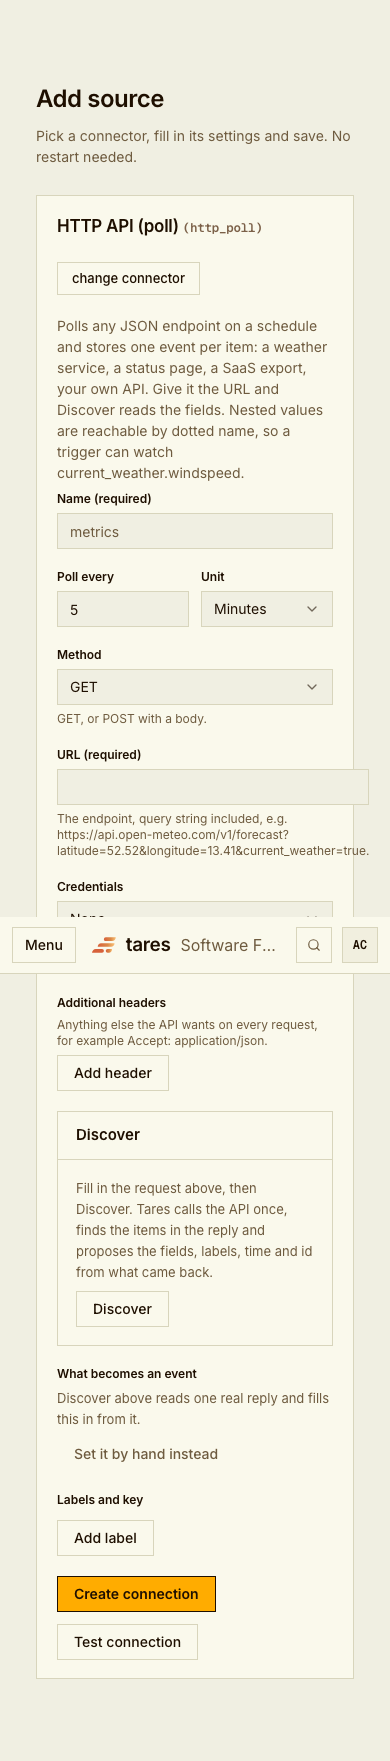 Add source
Pick a connector, fill in its settings and save. No
restart needed.
HTTP API (poll) (http_poll)
change connector
Polls any JSON endpoint on a schedule
and stores one event per item: a weather
service, a status page, a SaaS export,
your own API. Give it the URL and
Discover reads the fields. Nested values
are reachable by dotted name, so a
trigger can watch
current_weather.windspeed.
Name (required)
metrics
Poll every Unit
5 Minutes
Method
GET
GET, or POST with a body.
URL (required)
The endpoint, query string included, e.g.
https://api.open-meteo.com/v1/forecast?
latitude=52.52&longitude=13.41&current_weather=true.
Credentials
None
Menu tares Software F... AC
Additional headers
Anything else the API wants on every request,
for example Accept: application/json.
Add header
Discover
Fill in the request above, then
Discover. Tares calls the API once,
finds the items in the reply and
proposes the fields, labels, time and id
from what came back.
Discover
What becomes an event
Discover above reads one real reply and fills
this in from it.
Set it by hand instead
Labels and key
Add label
Create connection
Test connection